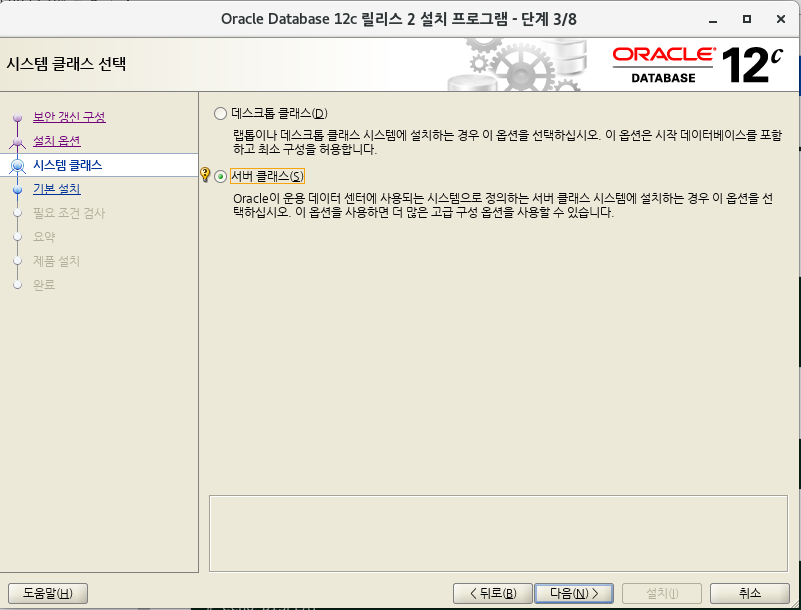 Oracle Database 12c 릴리스 2 설치 프로그램 - 단계 3/8
시스템 클래스 선택
ORACLE
DATABASE
12c
보안 갱신 구성
설치 옵션
시스템 클래스
기본 설치
필요 조건 검사
요약
제품 설치
완료
데스크톱 클래스(D)
랩톱이나 데스크톱 클래스 시스템에 설치하는 경우 이 옵션을 선택하십시오. 이 옵션은 시작 데이터베이스를 포함
하고 최소 구성을 허용합니다.
서버 클래스(S)
Oracle이 운용 데이터 센터에 사용되는 시스템으로 정의하는 서버 클래스 시스템에 설치하는 경우 이 옵션을 선
택하십시오. 이 옵션을 사용하면 더 많은 고급 구성 옵션을 사용할 수 있습니다.
도움말(H)
< 뒤로(B)
다음(N) >
설치(I)
취소